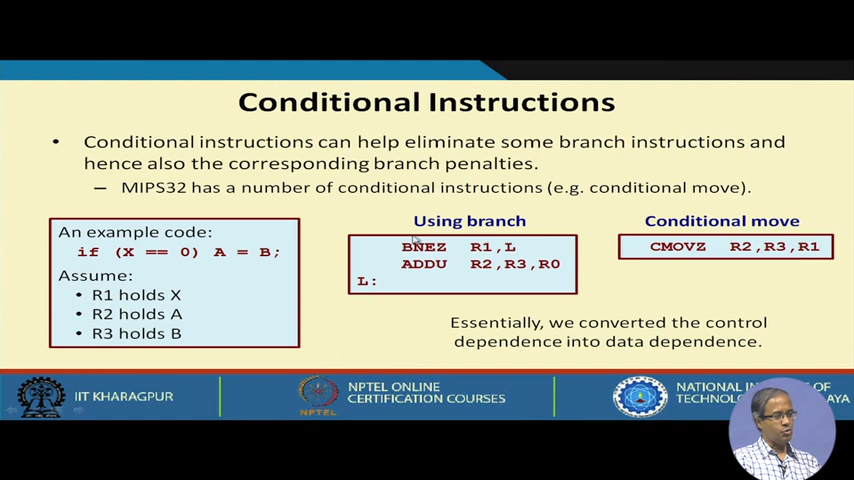 Conditional Instructions
• Conditional instructions can help eliminate some branch instructions and
hence also the corresponding branch penalties.
– MIPS32 has a number of conditional instructions (e.g. conditional move).
An example code:
if (X == 0) A = B;
Assume:
• R1 holds X
• R2 holds A
• R3 holds B
Using branch
BNEZ R1,L
ADDU R2,R3,R0
L:
Conditional move
CMOVZ R2,R3,R1
Essentially, we converted the control
dependence into data dependence.
IIT KHARAGPUR
NPTEL
NPTEL ONLINE
CERTIFICATION COURSES
NATIONAL OF
TECHNOL